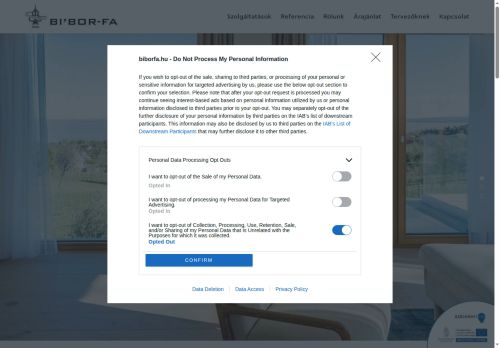 BI'BOR-FA
Szolgáltatások Referencia Rólunk Árajánlat Tervezőknek Kapcsolat
biborfa.hu - Do Not Process My Personal Information
If you wish to opt-out of the sale, sharing to third parties, or processing of your personal or
sensitive information for targeted advertising by us, please use the below opt-out section to
confirm your selection. Please note that after your opt-out request is processed you may
continue seeing interest-based ads based on personal information utilized by us or personal
information disclosed to third parties prior to your opt-out. You may separately opt-out of the
further disclosure of your personal information by third parties on the IAB's list of downstream
participants. This information may also be disclosed by us to third parties on the IAB's List of
Downstream Participants that may further disclose it to other third parties.
Personal Data Processing Opt Outs
I want to opt-out of the Sale of my Personal Data.
Opted In
I want to opt-out of processing my Personal Data for Targeted
Advertising.
Opted In
I want to opt-out of Collection, Processing, Use, Retention, Sale,
and/or Sharing of my Personal Data that Is Unrelated with the
Purposes for which it was collected.
Opted Out
CONFIRM
Data Deletion Data Access Privacy Policy